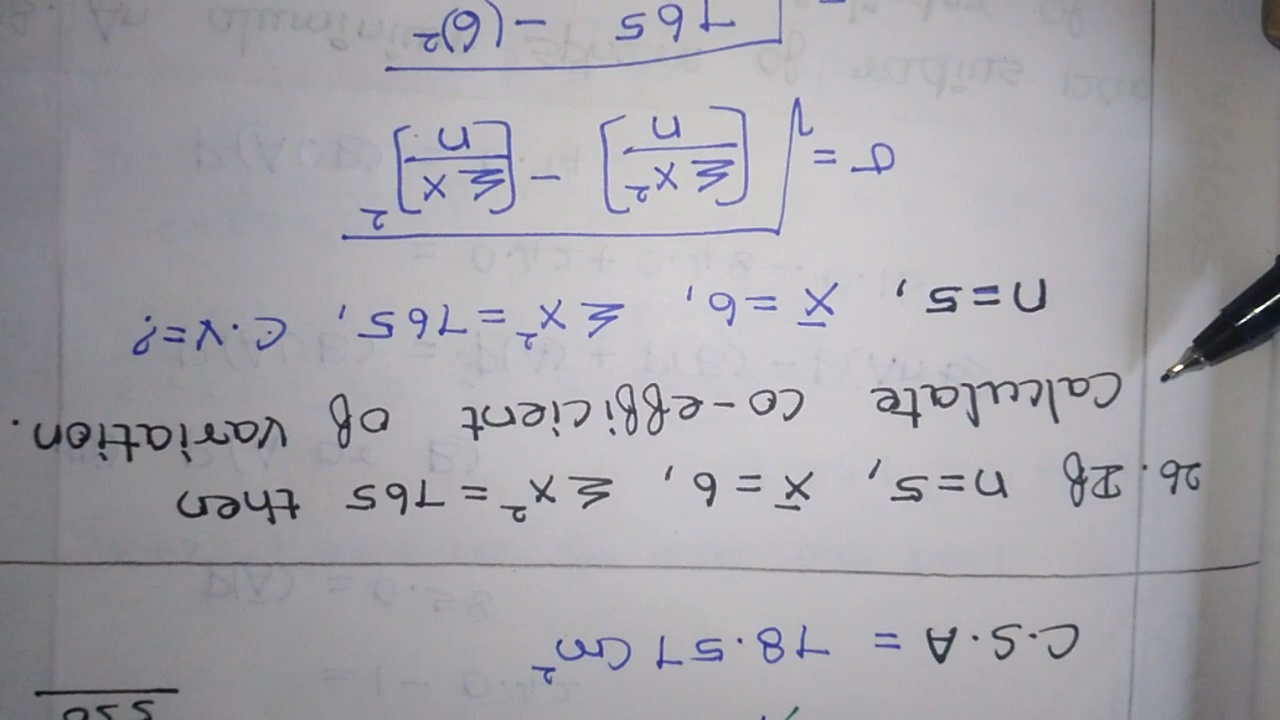 550
C.S.A = 78.57 Cm²
26. If n=5, x̄ = 6, Σx² = 765 then
Calculate co-efficient of variation.
n=5, x̄ = 6, Σx² = 765, C.V=?
σ = √[Σx²/n] - [Σx/n]²
765 - (6)²